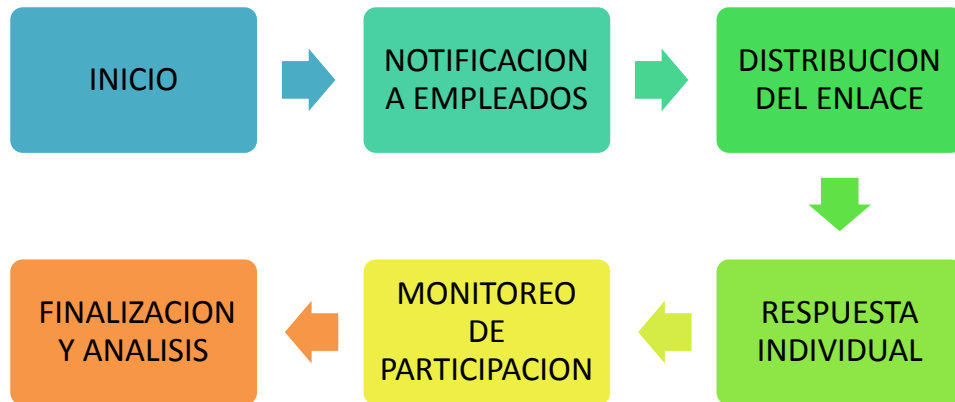 INICIO
NOTIFICACION
A EMPLEADOS
DISTRIBUCION
DEL ENLACE
RESPUESTA
INDIVIDUAL
MONITOREO
DE
PARTICIPACION
FINALIZACION
Y ANALISIS